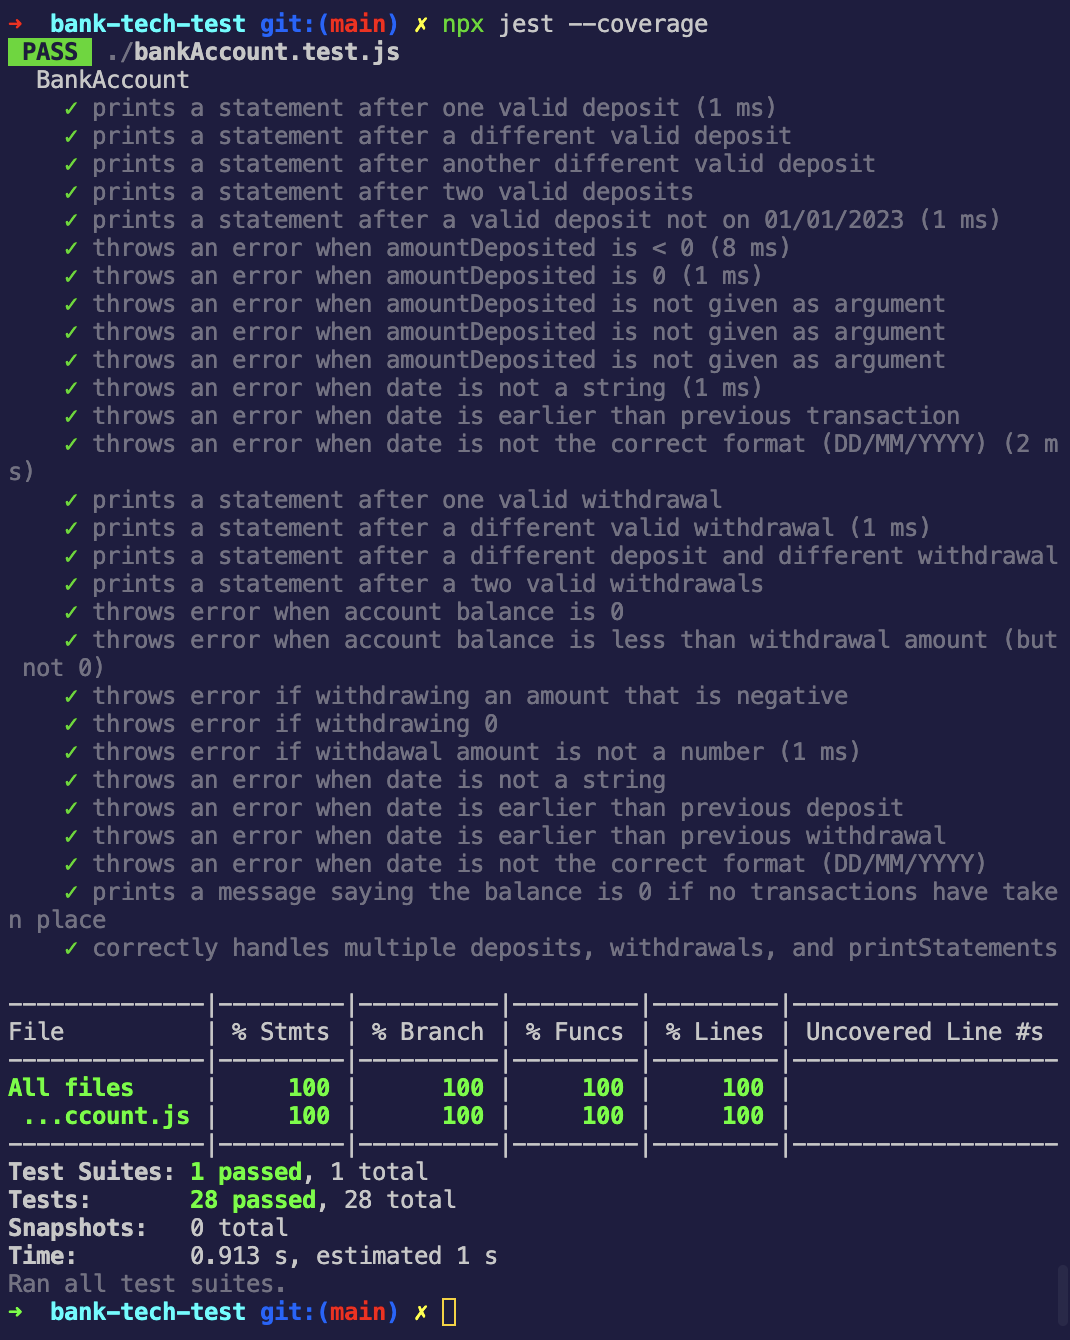 → bank-tech-test git:(main) ✗ npx jest --coverage
PASS ./bankAccount.test.js
BankAccount
✓ prints a statement after one valid deposit (1 ms)
✓ prints a statement after a different valid deposit
✓ prints a statement after another different valid deposit
✓ prints a statement after two valid deposits
✓ prints a statement after a valid deposit not on 01/01/2023 (1 ms)
✓ throws an error when amountDeposited is < 0 (8 ms)
✓ throws an error when amountDeposited is 0 (1 ms)
✓ throws an error when amountDeposited is not given as argument
✓ throws an error when amountDeposited is not given as argument
✓ throws an error when amountDeposited is not given as argument
✓ throws an error when date is not a string (1 ms)
✓ throws an error when date is earlier than previous transaction
✓ throws an error when date is not the correct format (DD/MM/YYYY) (2 m
s)
✓ prints a statement after one valid withdrawal
✓ prints a statement after a different valid withdrawal (1 ms)
✓ prints a statement after a different deposit and different withdrawal
✓ prints a statement after a two valid withdrawals
✓ throws error when account balance is 0
✓ throws error when account balance is less than withdrawal amount (but
not 0)
✓ throws error if withdrawing an amount that is negative
✓ throws error if withdrawing 0
✓ throws error if withdawal amount is not a number (1 ms)
✓ throws an error when date is not a string
✓ throws an error when date is earlier than previous deposit
✓ throws an error when date is earlier than previous withdrawal
✓ throws an error when date is not the correct format (DD/MM/YYYY)
✓ prints a message saying the balance is 0 if no transactions have take
n place
✓ correctly handles multiple deposits, withdrawals, and printStatements
--------------|---------|----------|---------|---------|-------------------
File          | % Stmts | % Branch | % Funcs | % Lines | Uncovered Line #s
--------------|---------|----------|---------|---------|-------------------
All files     |     100 |      100 |     100 |     100 |
...ccount.js |     100 |      100 |     100 |     100 |
--------------|---------|----------|---------|---------|-------------------
Test Suites: 1 passed, 1 total
Tests:       28 passed, 28 total
Snapshots:   0 total
Time:        0.913 s, estimated 1 s
Ran all test suites.
→ bank-tech-test git:(main) ✗